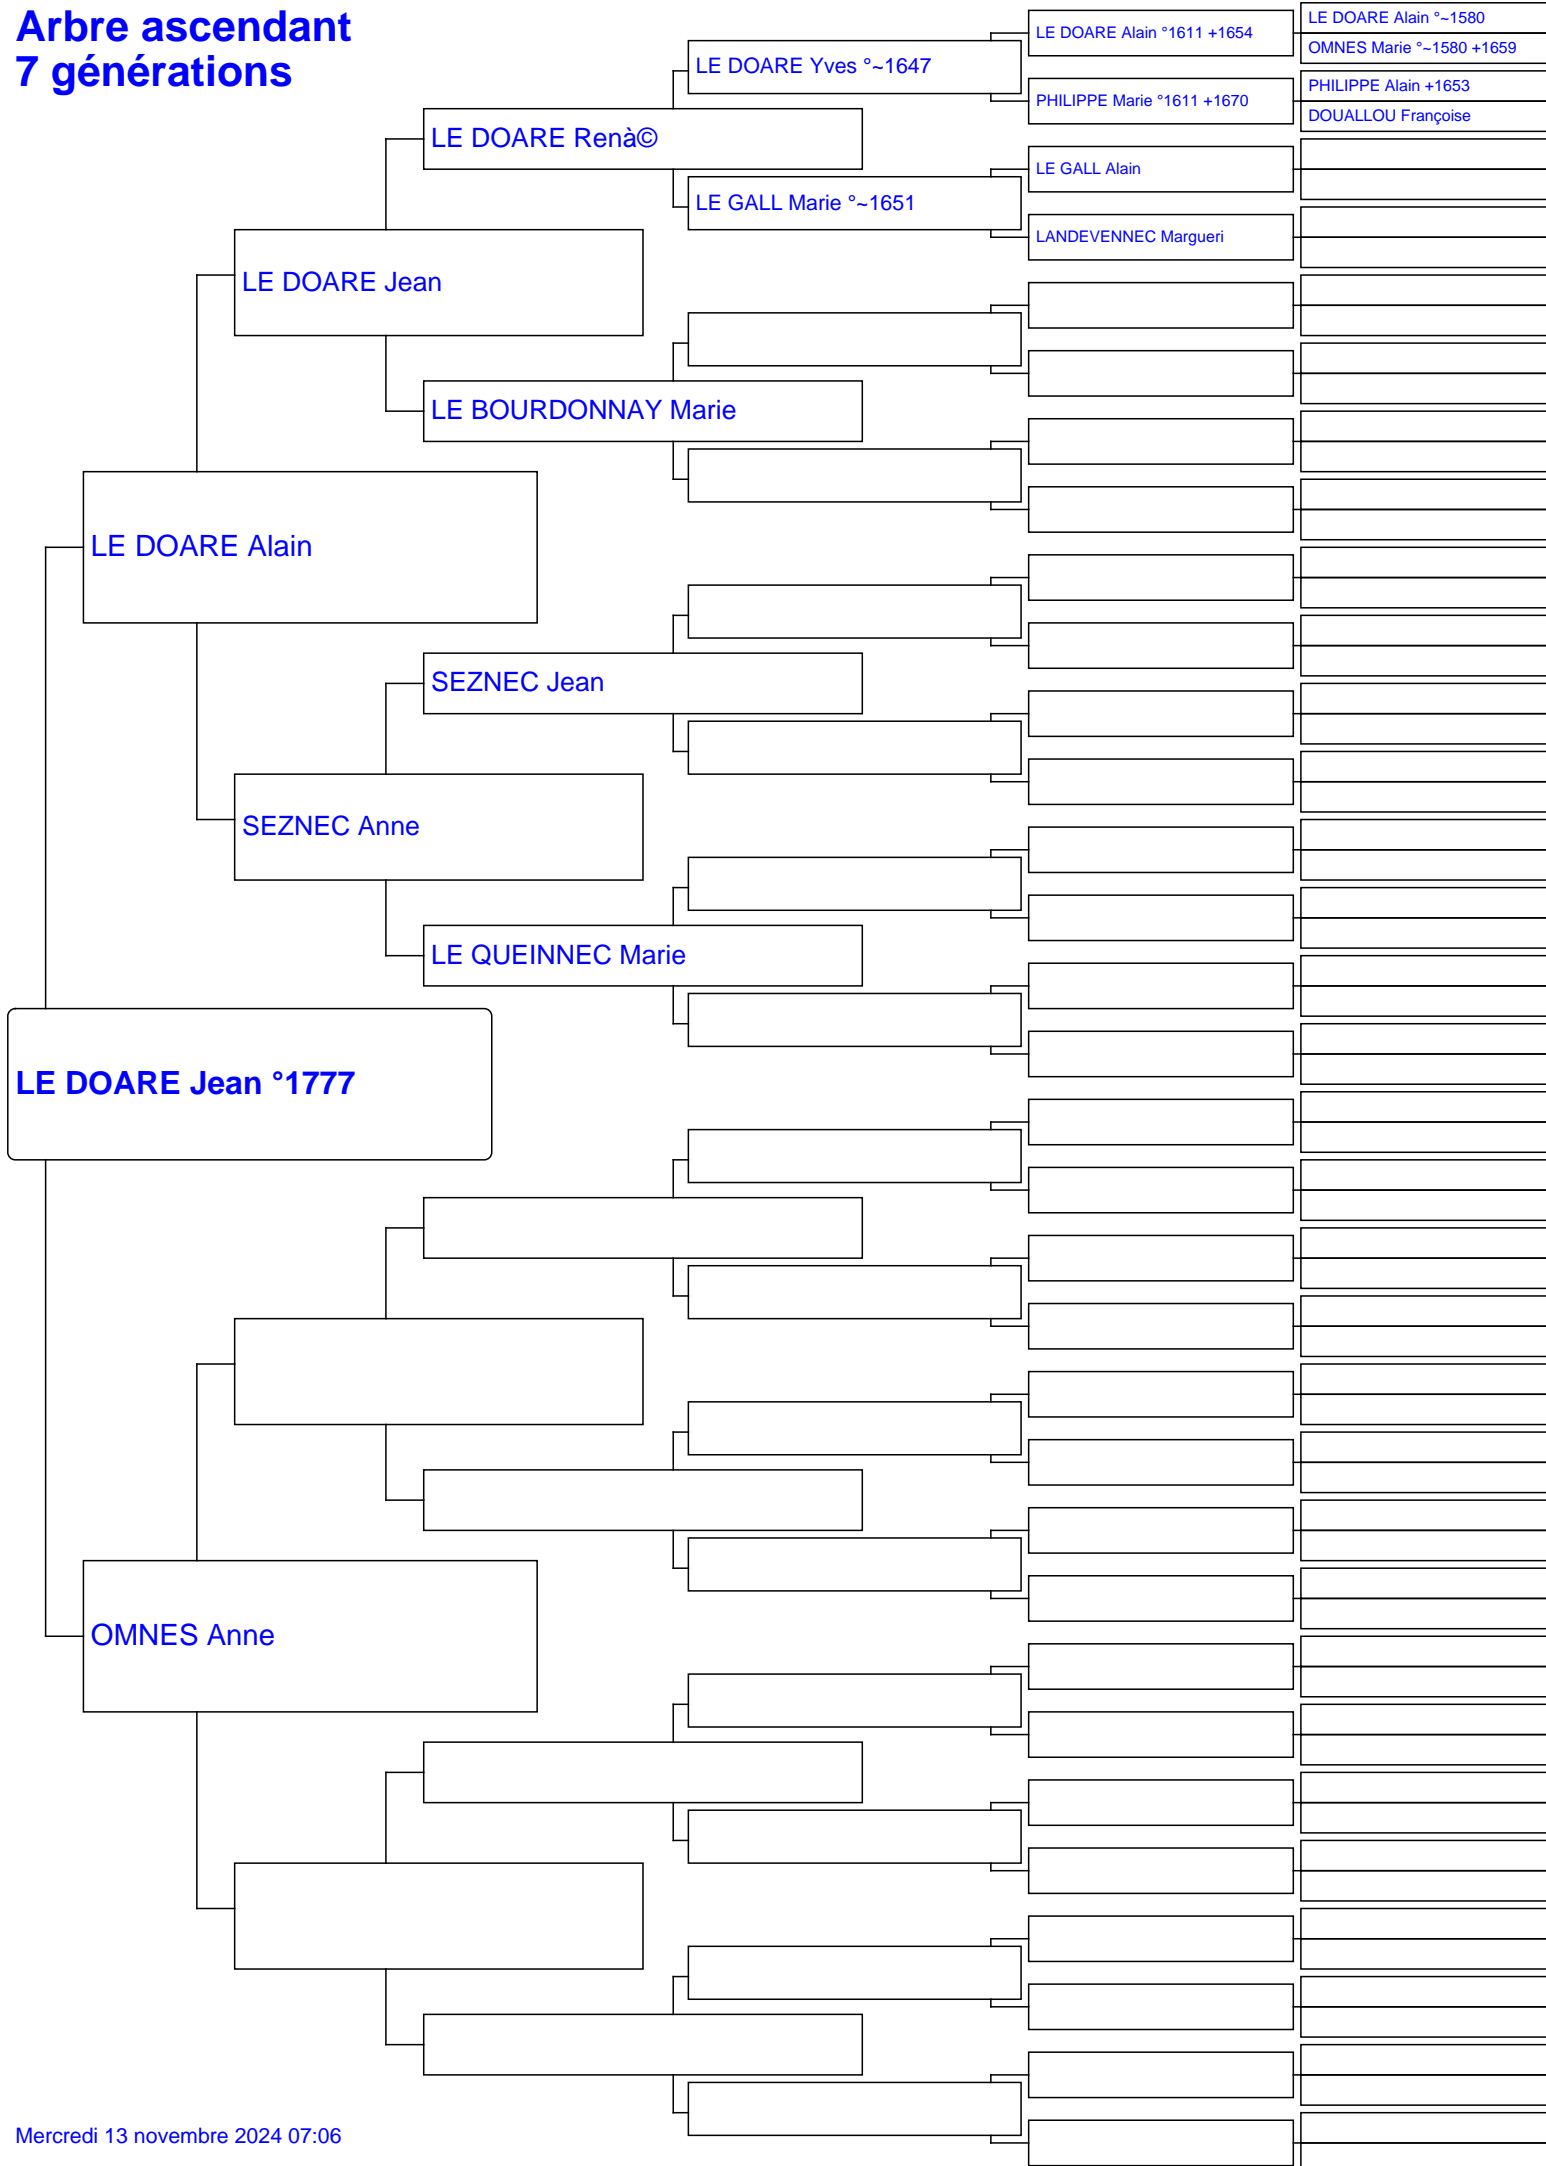 Arbre ascendant
7 générations
LE DOARE Alain °1611 +1654
LE DOARE Alain °~1580
OMNES Marie °~1580 +1659
LE DOARE Yves °~1647
PHILIPPE Marie °1611 +1670
PHILIPPE Alain +1653
DOUALLOU Françoise
LE DOARE Renà©
LE GALL Alain
LE GALL Marie °~1651
LANDEVENNEC Margueri
LE DOARE Jean
LE BOURDONNAY Marie
LE DOARE Alain
SEZNEC Jean
SEZNEC Anne
LE QUEINNEC Marie
LE DOARE Jean °1777
OMNES Anne
Mercredi 13 novembre 2024 07:06